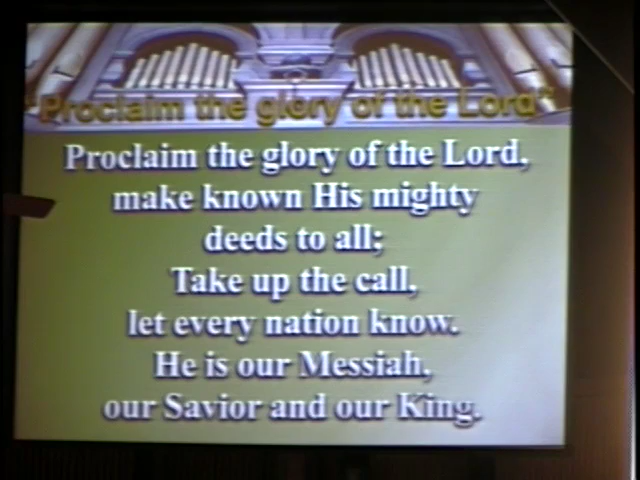 "Proclaim the glory of the Lord"
Proclaim the glory of the Lord,
make known His mighty
deeds to all;
Take up the call,
let every nation know.
He is our Messiah,
our Savior and our King.